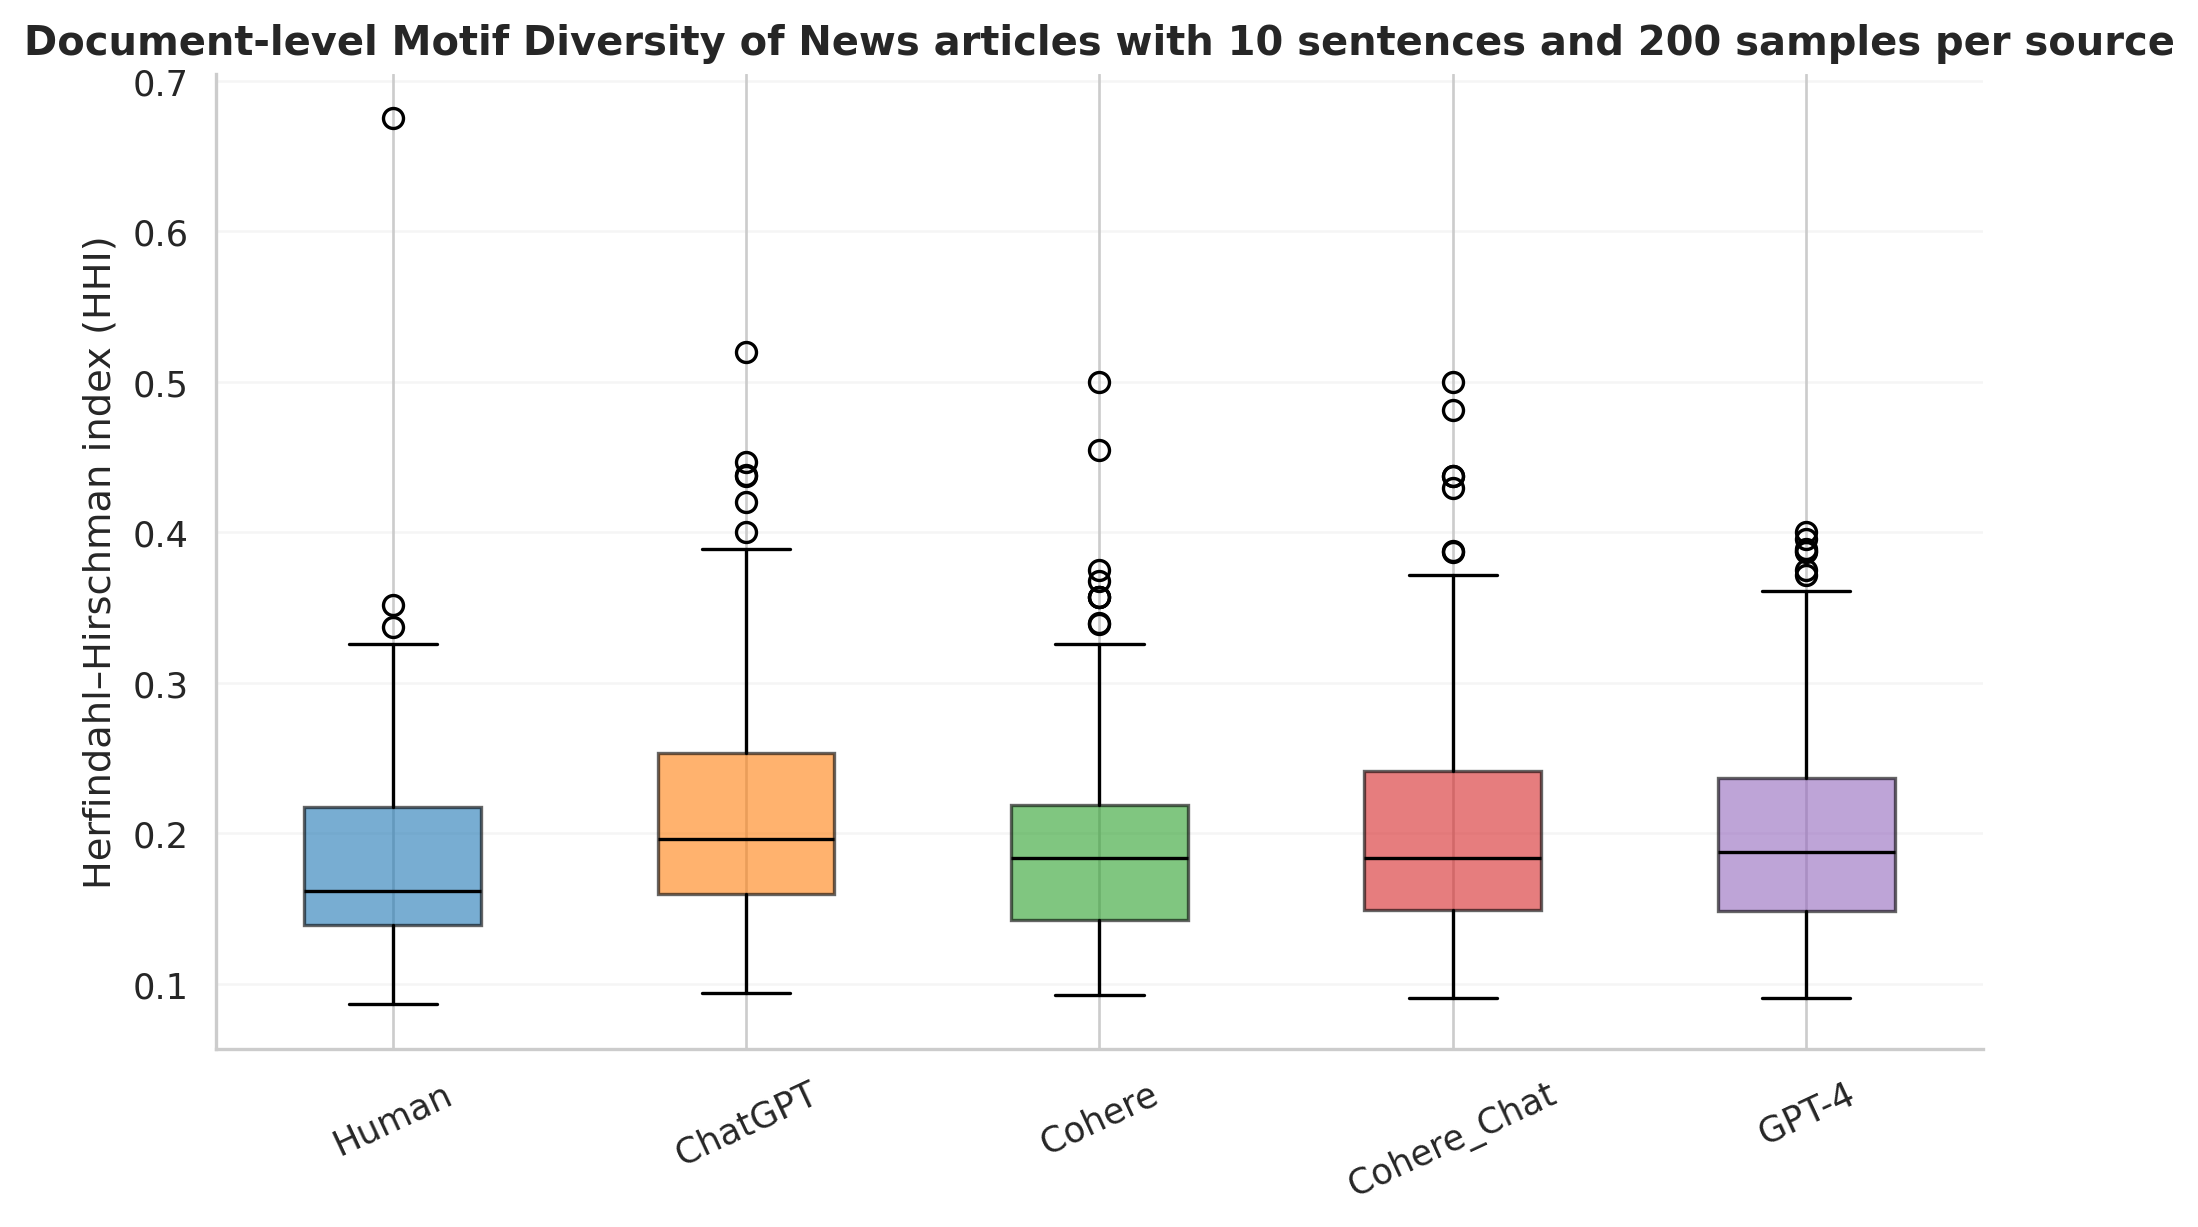 Document-level Motif Diversity of News articles with 10 sentences and 200 samples per source
Herfindahl–Hirschman index (HHI)
0.7
0.6
0.5
0.4
0.3
0.2
0.1
Human
ChatGPT
Cohere
Cohere_Chat
GPT-4